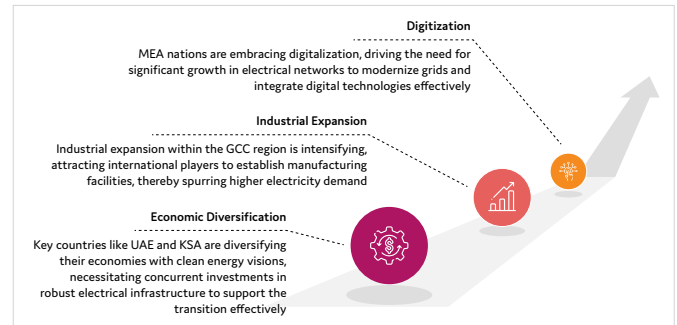 Digitization
MEA nations are embracing digitalization, driving the need for
significant growth in electrical networks to modernize grids and
integrate digital technologies effectively
Industrial Expansion
Industrial expansion within the GCC region is intensifying,
attracting international players to establish manufacturing
facilities, thereby spurring higher electricity demand
Economic Diversification
Key countries like UAE and KSA are diversifying
their economies with clean energy visions,
necessitating concurrent investments in
robust electrical infrastructure to support the
transition effectively
$